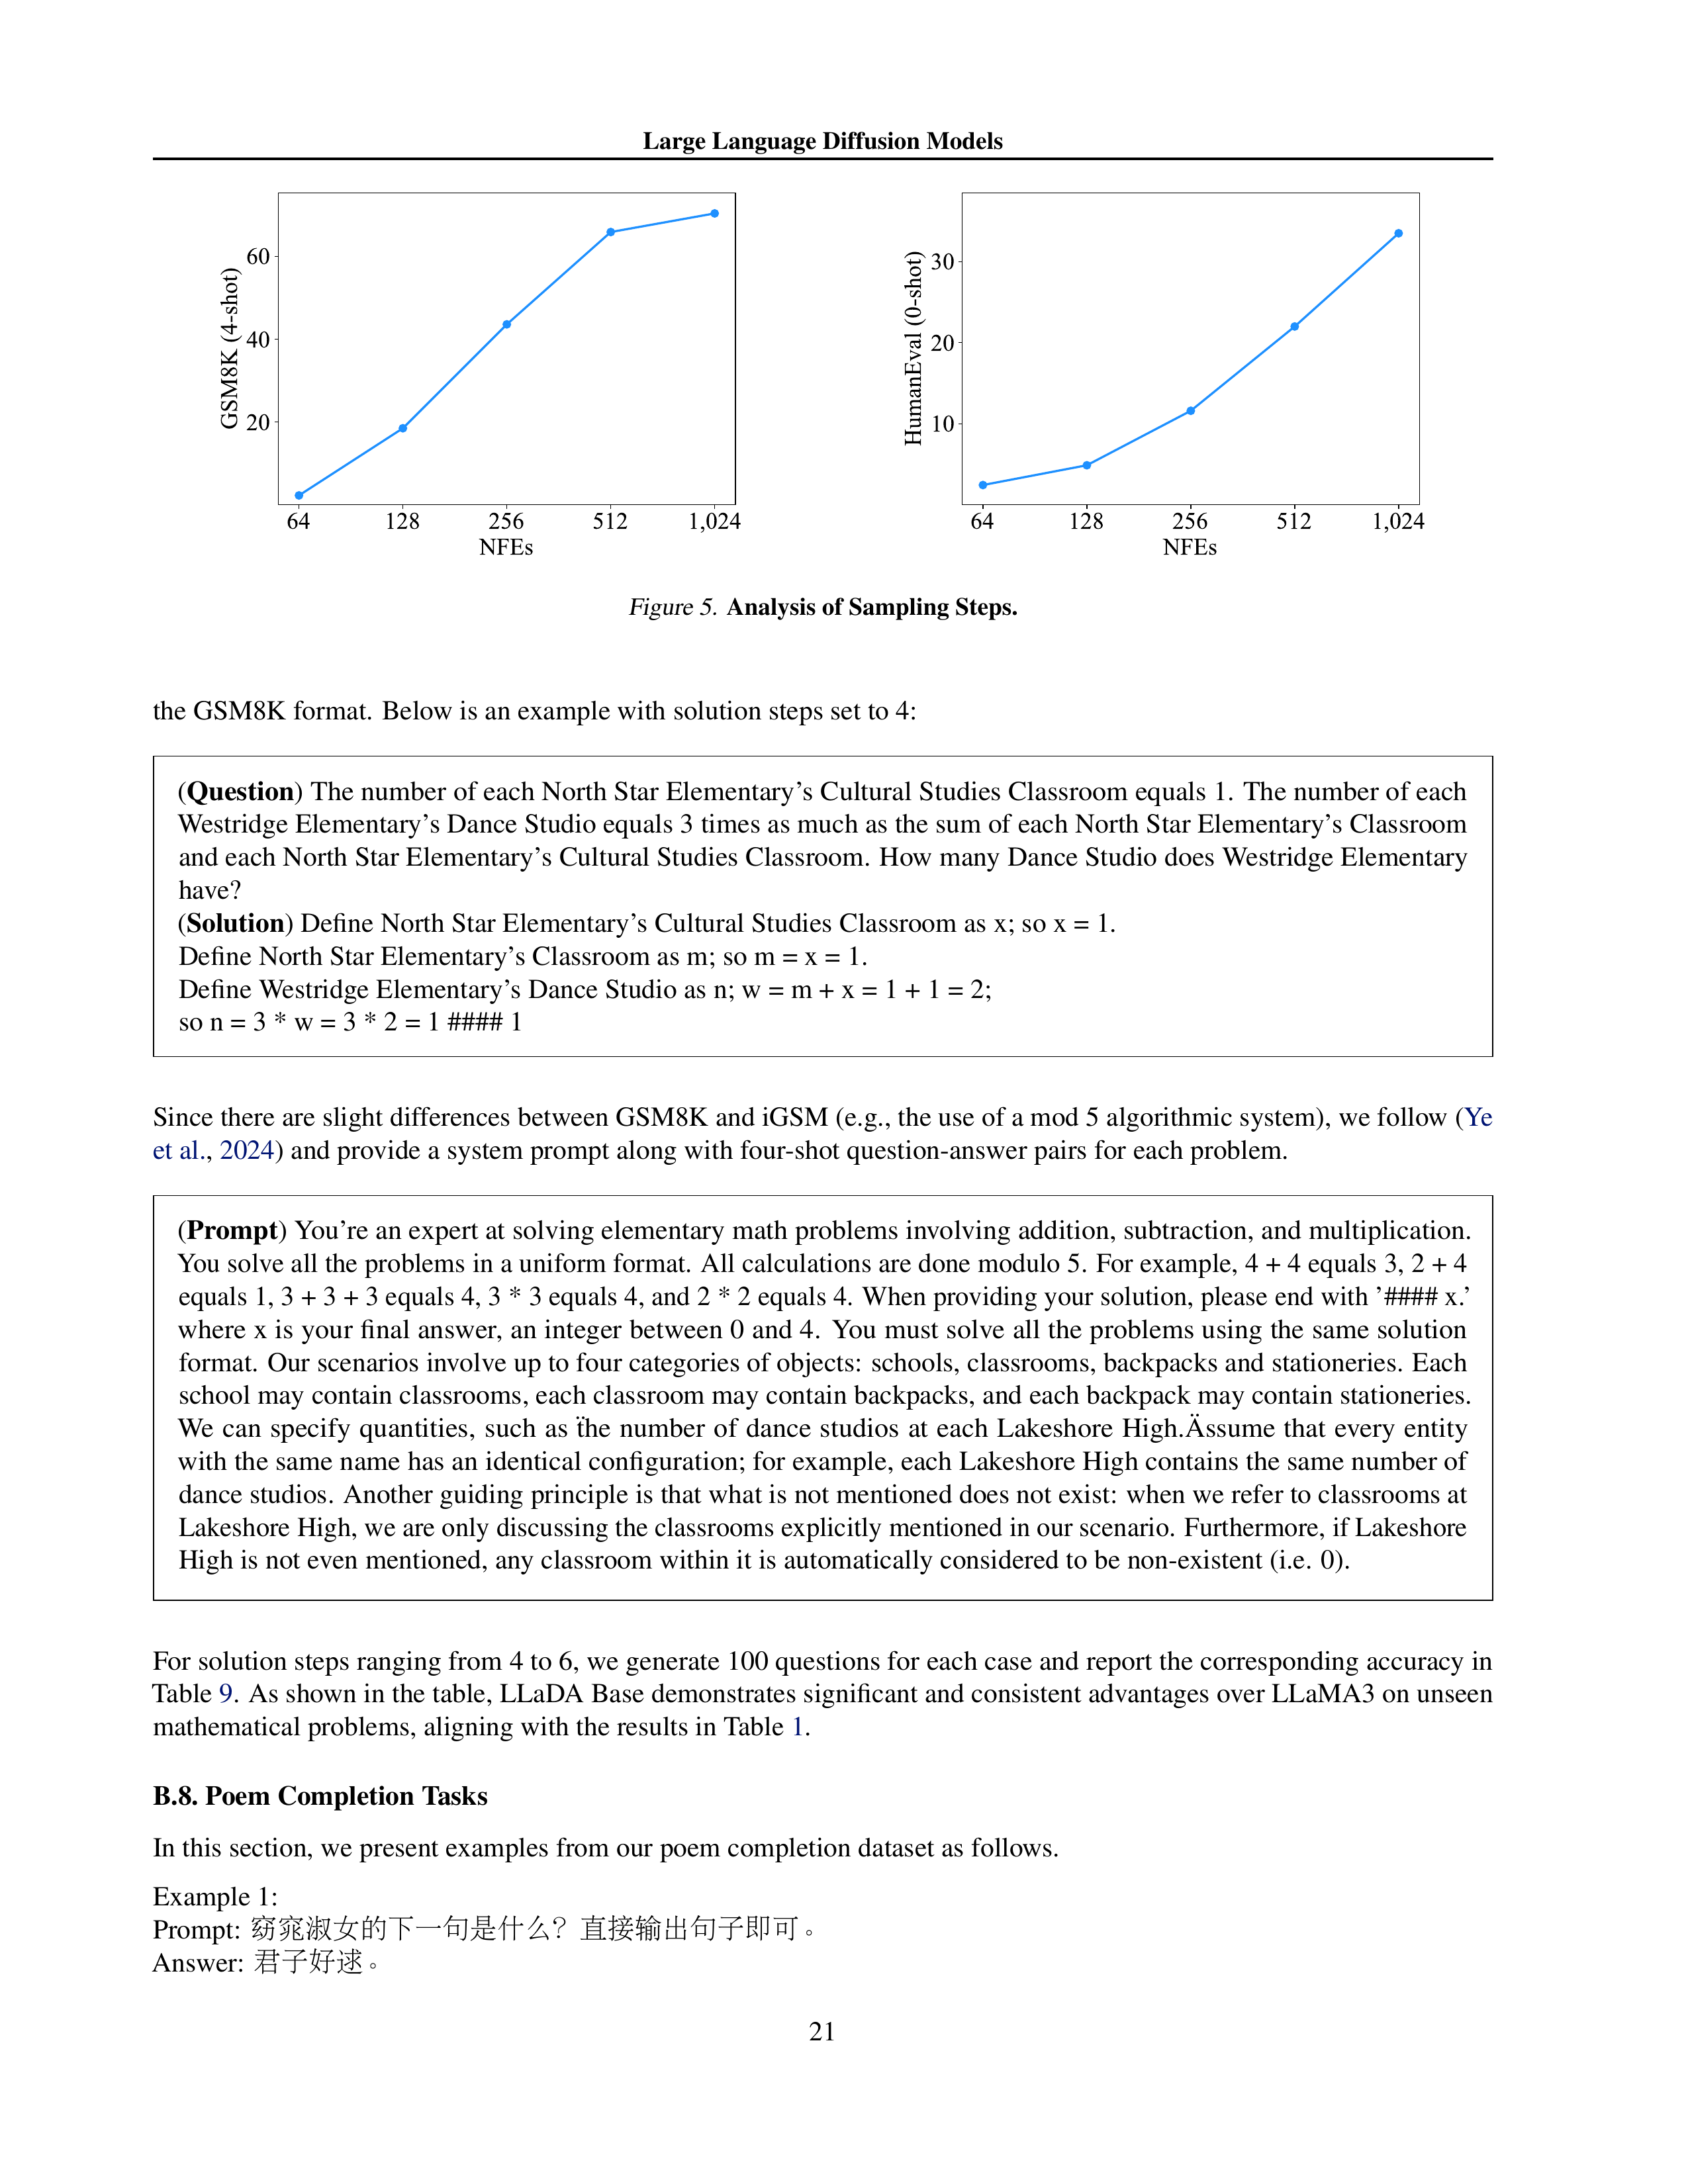 Large Language Diffusion Models
GSM8K (4-shot)
60
40
20
64 128 256 512 1,024
NFEs
HumanEval (0-shot)
30
20
10
64 128 256 512 1,024
NFEs
Figure 5. Analysis of Sampling Steps.
the GSM8K format. Below is an example with solution steps set to 4:
(Question) The number of each North Star Elementary’s Cultural Studies Classroom equals 1. The number of each
Westridge Elementary’s Dance Studio equals 3 times as much as the sum of each North Star Elementary’s Classroom
and each North Star Elementary’s Cultural Studies Classroom. How many Dance Studio does Westridge Elementary
have?
(Solution) Define North Star Elementary’s Cultural Studies Classroom as x; so x = 1.
Define North Star Elementary’s Classroom as m; so m = x = 1.
Define Westridge Elementary’s Dance Studio as n; w = m + x = 1 + 1 = 2;
so n = 3 * w = 3 * 2 = 1 #### 1
Since there are slight differences between GSM8K and iGSM (e.g., the use of a mod 5 algorithmic system), we follow (Ye
et al., 2024) and provide a system prompt along with four-shot question-answer pairs for each problem.
(Prompt) You’re an expert at solving elementary math problems involving addition, subtraction, and multiplication.
You solve all the problems in a uniform format. All calculations are done modulo 5. For example, 4 + 4 equals 3, 2 + 4
equals 1, 3 + 3 + 3 equals 4, 3 * 3 equals 4, and 2 * 2 equals 4. When providing your solution, please end with ’#### x.’
where x is your final answer, an integer between 0 and 4. You must solve all the problems using the same solution
format. Our scenarios involve up to four categories of objects: schools, classrooms, backpacks and stationeries. Each
school may contain classrooms, each classroom may contain backpacks, and each backpack may contain stationeries.
We can specify quantities, such as ẗhe number of dance studios at each Lakeshore High.Ässume that every entity
with the same name has an identical configuration; for example, each Lakeshore High contains the same number of
dance studios. Another guiding principle is that what is not mentioned does not exist: when we refer to classrooms at
Lakeshore High, we are only discussing the classrooms explicitly mentioned in our scenario. Furthermore, if Lakeshore
High is not even mentioned, any classroom within it is automatically considered to be non-existent (i.e. 0).
For solution steps ranging from 4 to 6, we generate 100 questions for each case and report the corresponding accuracy in
Table 9. As shown in the table, LLaDA Base demonstrates significant and consistent advantages over LLaMA3 on unseen
mathematical problems, aligning with the results in Table 1.
B.8. Poem Completion Tasks
In this section, we present examples from our poem completion dataset as follows.
Example 1:
Prompt: 窈窕淑女的下一句是什么？直接输出句子即可。
Answer: 君子好逑。
21